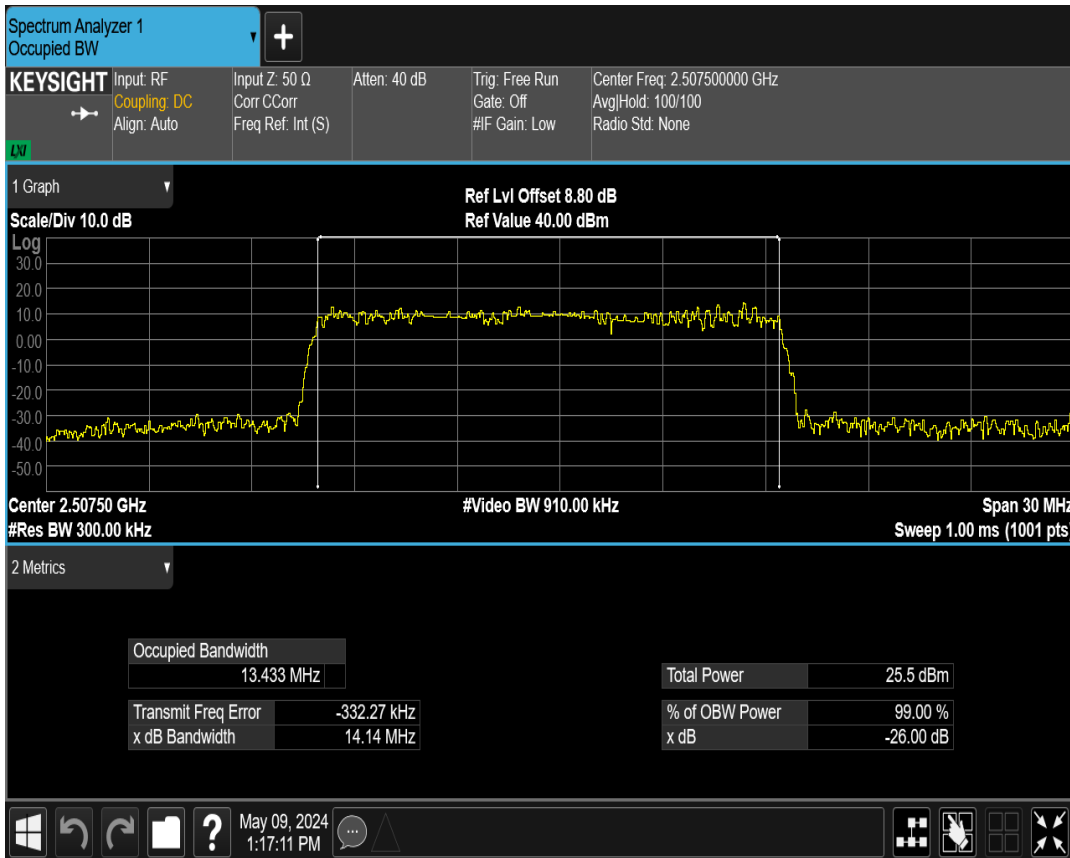 Spectrum Analyzer 1
Occupied BW
KEYSIGHT
LXI
Input: RF
Coupling: DC
Align: Auto
Input Z: 50 Ω
Corr CCorr
Freq Ref: Int (S)
Atten: 40 dB
Trig: Free Run
Gate: Off
#IF Gain: Low
Center Freq: 2.507500000 GHz
Avg|Hold: 100/100
Radio Std: None
1 Graph
Scale/Div 10.0 dB
Ref Lvl Offset 8.80 dB
Ref Value 40.00 dBm
Log
30.0
20.0
10.0
0.00
-10.0
-20.0
-30.0
-40.0
-50.0
Center 2.50750 GHz
#Video BW 910.00 kHz
Span 30 MHz
#Res BW 300.00 kHz
Sweep 1.00 ms (1001 pts)
2 Metrics
Occupied Bandwidth
13.433 MHz
Transmit Freq Error -332.27 kHz
x dB Bandwidth 14.14 MHz
Total Power 25.5 dBm
% of OBW Power 99.00 %
x dB -26.00 dB
?
May 09, 2024
1:17:11 PM